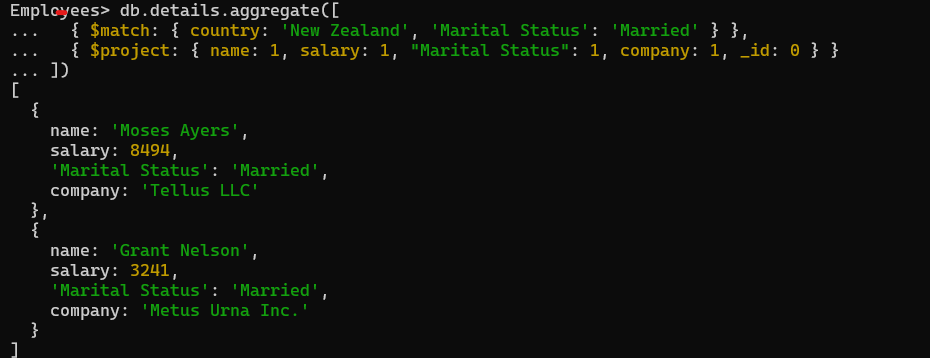 Employees> db.details.aggregate([
...   { $match: { country: 'New Zealand', 'Marital Status': 'Married' } },
...   { $project: { name: 1, salary: 1, "Marital Status": 1, company: 1, _id: 0 } }
... ])
[
  {
    name: 'Moses Ayers',
    salary: 8494,
    'Marital Status': 'Married',
    company: 'Tellus LLC'
  },
  {
    name: 'Grant Nelson',
    salary: 3241,
    'Marital Status': 'Married',
    company: 'Metus Urna Inc.'
  }
]